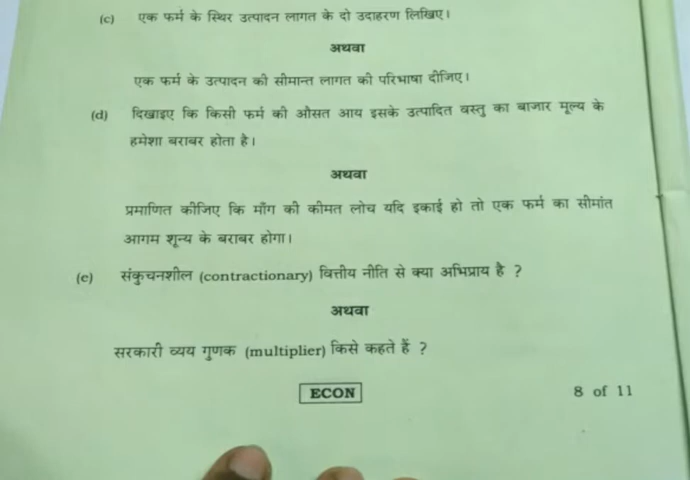 (c) एक फर्म के स्थिर उत्पादन लागत के दो उदाहरण लिखिए।
अथवा
एक फर्म के उत्पादन की सीमान्त लागत की परिभाषा दीजिए।
(d) दिखाइए कि किसी फर्म की औसत आय इसके उत्पादित वस्तु का बाजार मूल्य के
हमेशा बराबर होता है।
अथवा
प्रमाणित कीजिए कि माँग की कीमत लोच यदि इकाई हो तो एक फर्म का सीमांत
आगम शून्य के बराबर होगा।
(e) संकुचनशील (contractionary) वित्तीय नीति से क्या अभिप्राय है ?
अथवा
सरकारी व्यय गुणक (multiplier) किसे कहते हैं ?
ECON 8 of 11